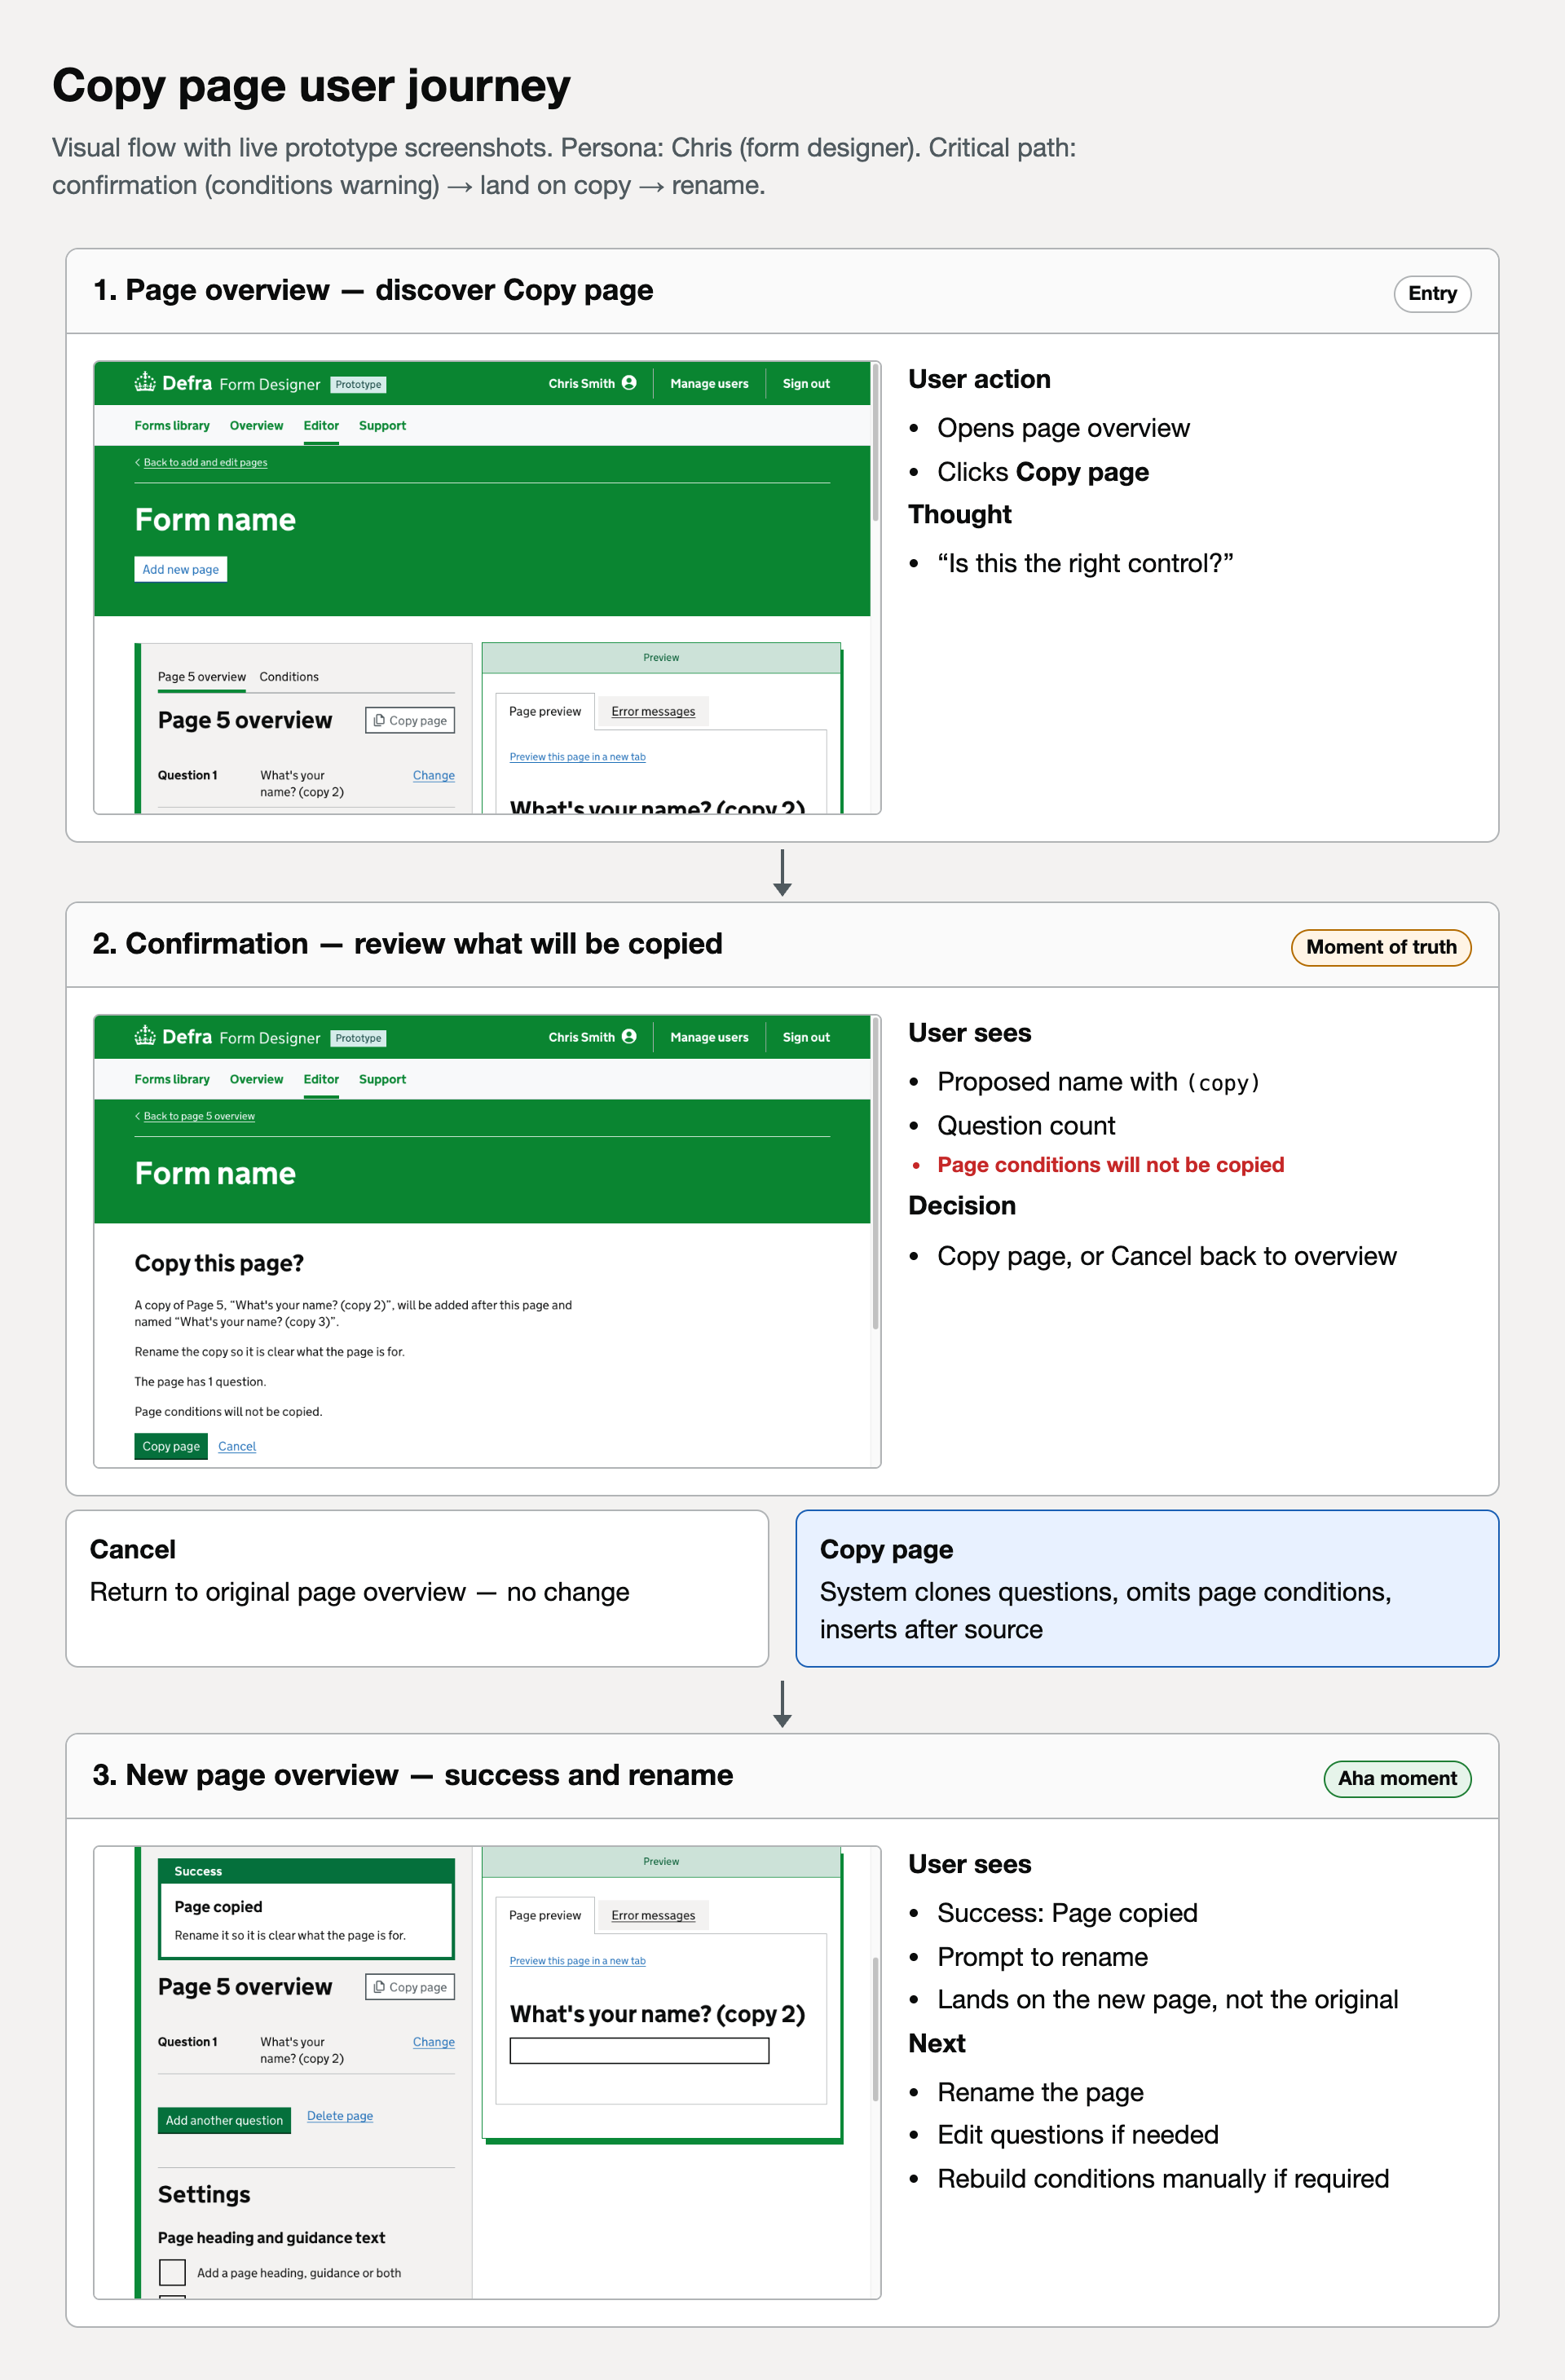 Copy page user journey
Visual flow with live prototype screenshots. Persona: Chris (form designer). Critical path:
confirmation (conditions warning) → land on copy → rename.
1. Page overview — discover Copy page
Entry
Defra Form Designer Prototype
Chris Smith
Manage users
Sign out
Forms library
Overview
Editor
Support
Back to add and edit pages
Form name
Add new page
Page 5 overview
Conditions
Page 5 overview
Copy page
Question 1
What's your
name? (copy 2)
Change
Preview
Page preview
Error messages
Preview this page in a new tab
What's your name? (copy 2)
User action
• Opens page overview
• Clicks Copy page
Thought
• “Is this the right control?”
2. Confirmation — review what will be copied
Moment of truth
Defra Form Designer Prototype
Chris Smith
Manage users
Sign out
Forms library
Overview
Editor
Support
Back to page 5 overview
Form name
Copy this page?
A copy of Page 5, “What's your name? (copy 2)”, will be added after this page and
named “What's your name? (copy 3)”.
Rename the copy so it is clear what the page is for.
The page has 1 question.
Page conditions will not be copied.
Copy page
Cancel
User sees
• Proposed name with (copy)
• Question count
• Page conditions will not be copied
Decision
• Copy page, or Cancel back to overview
Cancel
Return to original page overview — no change
Copy page
System clones questions, omits page conditions,
inserts after source
3. New page overview — success and rename
Aha moment
Success
Page copied
Rename it so it is clear what the page is for.
Page 5 overview
Copy page
Question 1
What's your
name? (copy 2)
Change
Add another question
Delete page
Settings
Page heading and guidance text
Add a page heading, guidance or both
Preview
Page preview
Error messages
Preview this page in a new tab
What's your name? (copy 2)
User sees
• Success: Page copied
• Prompt to rename
• Lands on the new page, not the original
Next
• Rename the page
• Edit questions if needed
• Rebuild conditions manually if required